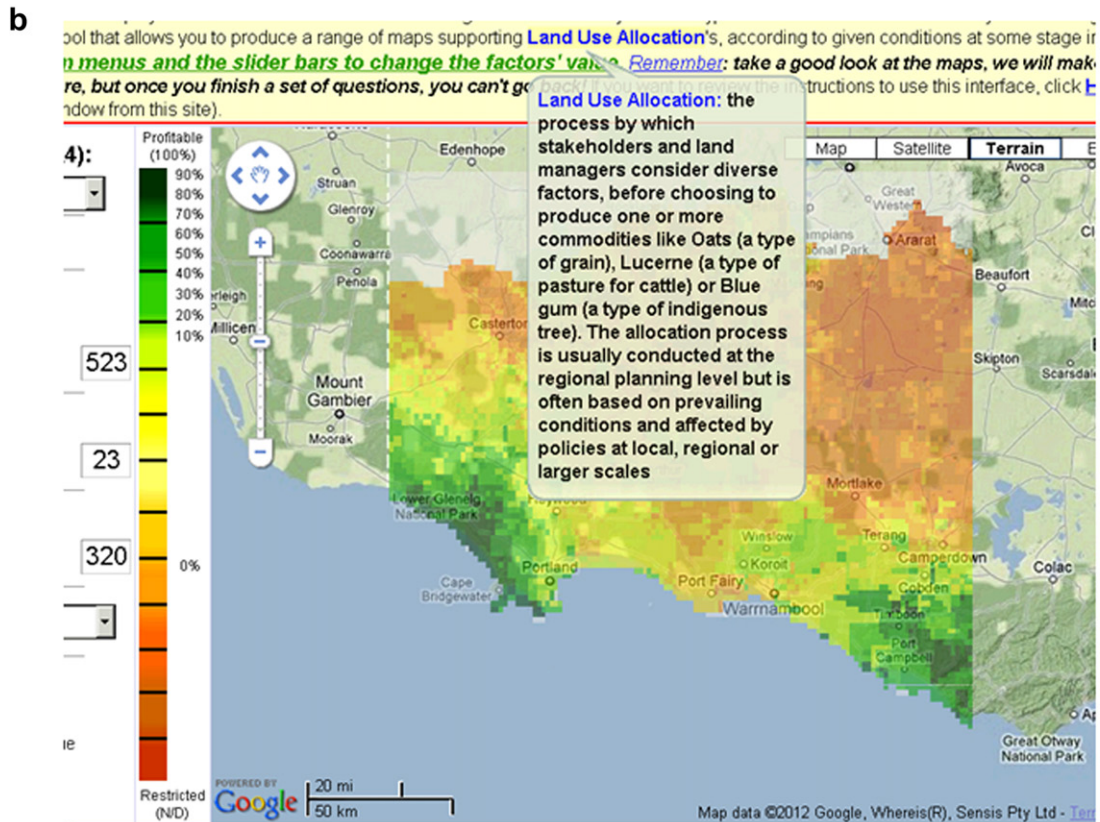 b
ool that allows you to produce a range of maps supporting Land Use Allocation's, according to given conditions at some stage in
n menus and the slider bars to change the factors' value. Remember: take a good look at the maps, we will mak
re, but once you finish a set of questions, you can't go back! If you want to review the instructions to use this interface, click H
ndow from this site).
Land Use Allocation: the
process by which
stakeholders and land
managers consider diverse
factors, before choosing to
produce one or more
commodities like Oats (a type
of grain), Lucerne (a type of
pasture for cattle) or Blue
gum (a type of indigenous
tree). The allocation process
is usually conducted at the
regional planning level but is
often based on prevailing
conditions and affected by
policies at local, regional or
larger scales
4):
523
23
320
ue
Profitable
(100%)
90%
80%
70%
60%
50%
40%
30%
20%
10%
0%
Restricted
(N/D)
Map Satellite Terrain E
Edenhope
Struan
Glenroy
Coonawarra
Penola
erleigh
Millicen
Mount
Gambier
Moorak
Casterton
Great
Western
Ararat
Avoca
Beaufort
Skipton
Scarsdal
Mortlake
Lower Glenelg
National Park
Heywood
Portland
Cape
Bridgewater
Winslow
Koroit
Port Fairy
Warrnambool
Terang
Camperdown
Cobden
Timboon
Port
Campbell
Colac
Great Otway
National Park
POWERED BY
Google
20 mi
50 km
Map data ©2012 Google, Whereis(R), Sensis Pty Ltd - Ter